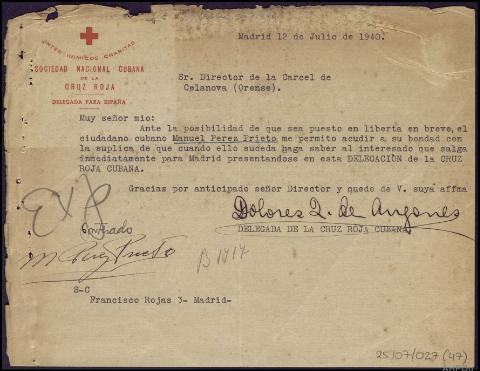 INTER ARMICOS CHARITAS
SOCIEDAD NACIONAL CUBANA
DE LA
CRUZ ROJA
DELEGADA PARA ESPAÑA
Madrid 12 de Julio de 1940.
Sr. Director de la Carcel de
Celanova (Orense).
Muy señor mio:
Ante la posibilidad de que sea puesto en liberta en breve, el
ciudadano cubano Manuel Perez Prieto me permito acudir a su bondad con
la suplica de que cuando ello suceda haga saber al interesado que salga
inmediatamente para Madrid presentandose en esta DELEGACION de la CRUZ
ROJA CUBANA.
Gracias por anticipado señor Director y quedo de V. suya affma
Dolores de Angones
DELEGADA DE LA CRUZ ROJA CUBANA
Exp
Enterado
M Perez Prieto
B 1717
S-C
Francisco Rojas 3- Madrid-
25107/027 (47)